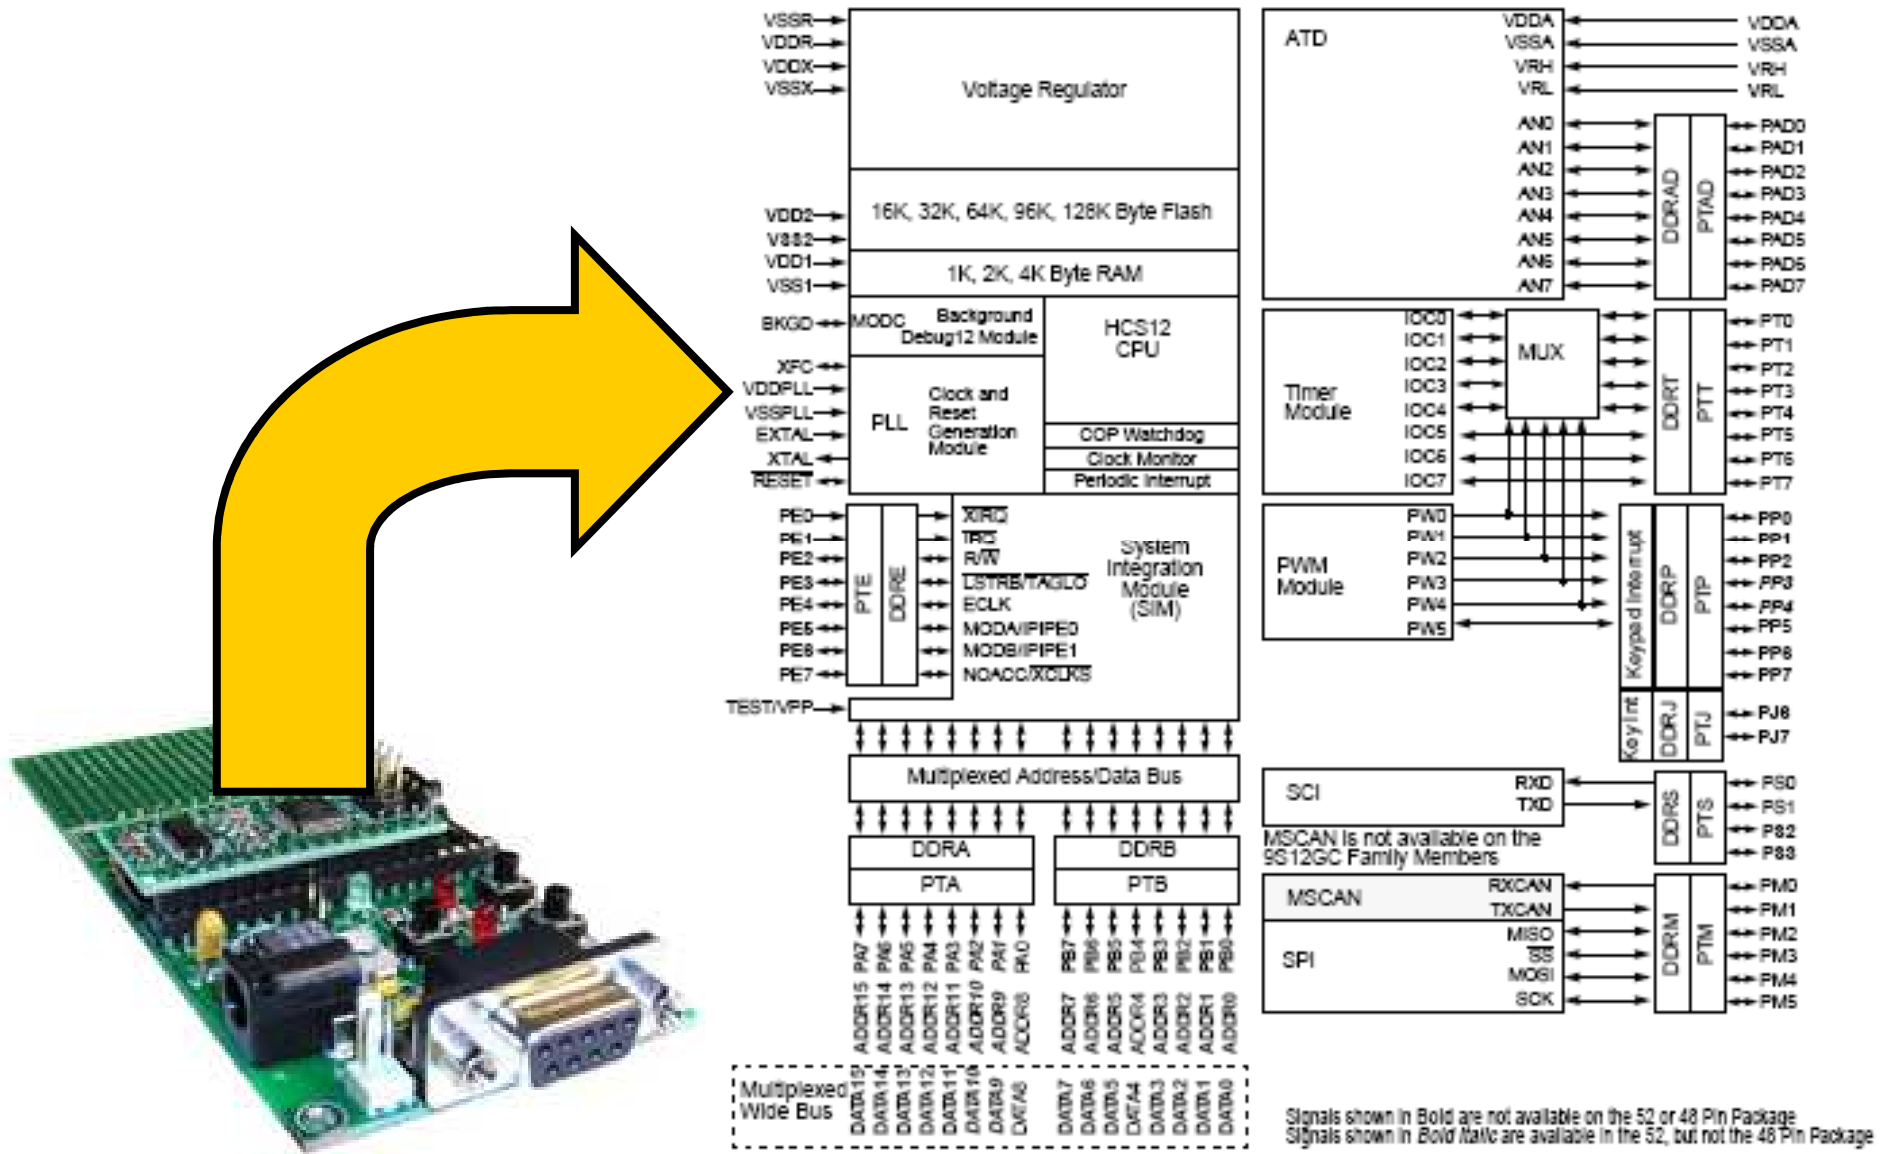 VSSR
VDDR
VDDX
VSSX
Voltage Regulator
VDD2
VSS2
VDD1
VSS1
16K, 32K, 64K, 96K, 128K Byte Flash
1K, 2K, 4K Byte RAM
BKGD
MODC
Background
Debug12 Module
HCS12
CPU
XFC
VDDPLL
VSSPLL
EXTAL
XTAL
RESET
PLL
Clock and
Reset
Generation
Module
COP Watchdog
Clock Monitor
Periodic Interrupt
PE0
PE1
PE2
PE3
PE4
PE5
PE6
PE7
PTE
DDRE
XIRQ
IRQ
R/W
LSTRB/TAGLO
ECLK
MODA/IPIPE0
MODB/IPIPE1
NOACC/XCLKS
System
Integration
Module
(SIM)
TEST/VPP
Multiplexed Address/Data Bus
DDRA
PTA
DDRB
PTB
PA7
PA6
PA5
PA4
PA3
PA2
PA1
PA0
PB7
PB6
PB5
PB4
PB3
PB2
PB1
PB0
ADDR15
ADDR14
ADDR13
ADDR12
ADDR11
ADDR10
ADDR9
ADDR8
ADDR7
ADDR6
ADDR5
ADDR4
ADDR3
ADDR2
ADDR1
ADDR0
Multiplexed
Wide Bus
DATA15
DATA14
DATA13
DATA12
DATA11
DATA10
DATA9
DATA8
DATA7
DATA6
DATA5
DATA4
DATA3
DATA2
DATA1
DATA0
ATD
VDDA
VSSA
VRH
VRL
AN0
AN1
AN2
AN3
AN4
AN5
AN6
AN7
VDDA
VSSA
VRH
VRL
DDRAD
PTAD
PAD0
PAD1
PAD2
PAD3
PAD4
PAD5
PAD6
PAD7
Timer
Module
IOC0
IOC1
IOC2
IOC3
IOC4
IOC5
IOC6
IOC7
MUX
DDRT
PTT
PT0
PT1
PT2
PT3
PT4
PT5
PT6
PT7
PWM
Module
PW0
PW1
PW2
PW3
PW4
PW5
Keypad Interrupt
DDRP
PTP
PP0
PP1
PP2
PP3
PP4
PP5
PP6
PP7
Key Int
DDRJ
PTJ
PJ6
PJ7
SCI
RXD
TXD
DDRS
PTS
PS0
PS1
PS2
PS3
MSCAN is not available on the
9S12GC Family Members
MSCAN
RXCAN
TXCAN
SPI
MISO
SS
MOSI
SCK
DDRM
PTM
PM0
PM1
PM2
PM3
PM4
PM5
Signals shown in Bold are not available on the 52 or 48 Pin Package
Signals shown in Bold Italic are available in the 52, but not the 48 Pin Package